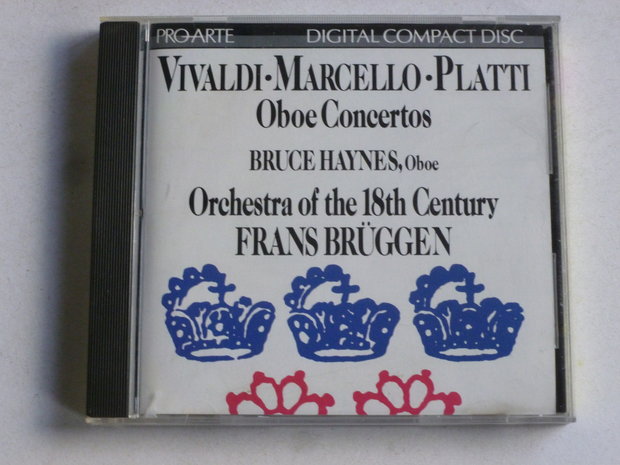 PRO ARTE DIGITAL COMPACT DISC
VIVALDI·MARCELLO·PLATTI
Oboe Concertos
BRUCE HAYNES, Oboe
Orchestra of the 18th Century
FRANS BRÜGGEN